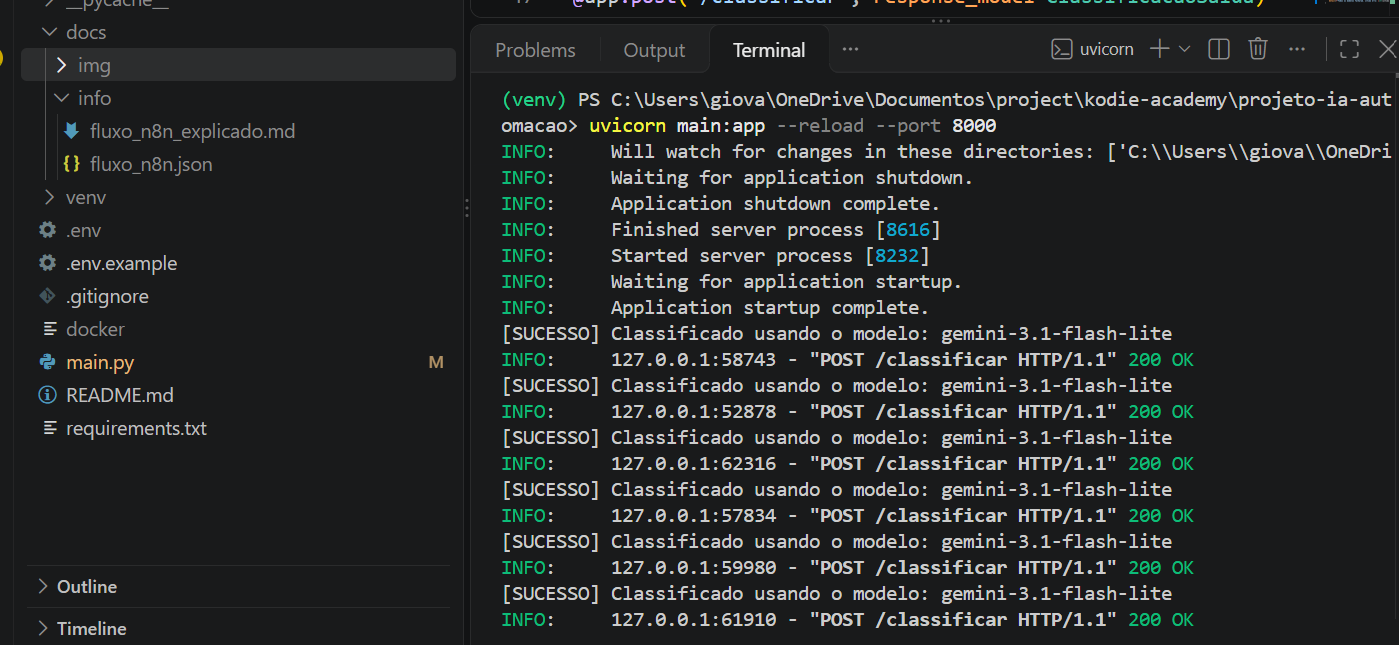 __pycache__
docs
img
info
fluxo_n8n_explicado.md
fluxo_n8n.json
venv
.env
.env.example
.gitignore
docker
main.py M
README.md
requirements.txt
Outline
Timeline
Problems Output Terminal ··· uvicorn
(venv) PS C:\Users\giova\OneDrive\Documentos\project\kodie-academy\projeto-ia-aut
omacao> uvicorn main:app --reload --port 8000
INFO: Will watch for changes in these directories: ['C:\\Users\\giova\\OneDri
INFO: Waiting for application shutdown.
INFO: Application shutdown complete.
INFO: Finished server process [8616]
INFO: Started server process [8232]
INFO: Waiting for application startup.
INFO: Application startup complete.
[SUCESSO] Classificado usando o modelo: gemini-3.1-flash-lite
INFO: 127.0.0.1:58743 - "POST /classificar HTTP/1.1" 200 OK
[SUCESSO] Classificado usando o modelo: gemini-3.1-flash-lite
INFO: 127.0.0.1:52878 - "POST /classificar HTTP/1.1" 200 OK
[SUCESSO] Classificado usando o modelo: gemini-3.1-flash-lite
INFO: 127.0.0.1:62316 - "POST /classificar HTTP/1.1" 200 OK
[SUCESSO] Classificado usando o modelo: gemini-3.1-flash-lite
INFO: 127.0.0.1:57834 - "POST /classificar HTTP/1.1" 200 OK
[SUCESSO] Classificado usando o modelo: gemini-3.1-flash-lite
INFO: 127.0.0.1:59980 - "POST /classificar HTTP/1.1" 200 OK
[SUCESSO] Classificado usando o modelo: gemini-3.1-flash-lite
INFO: 127.0.0.1:61910 - "POST /classificar HTTP/1.1" 200 OK